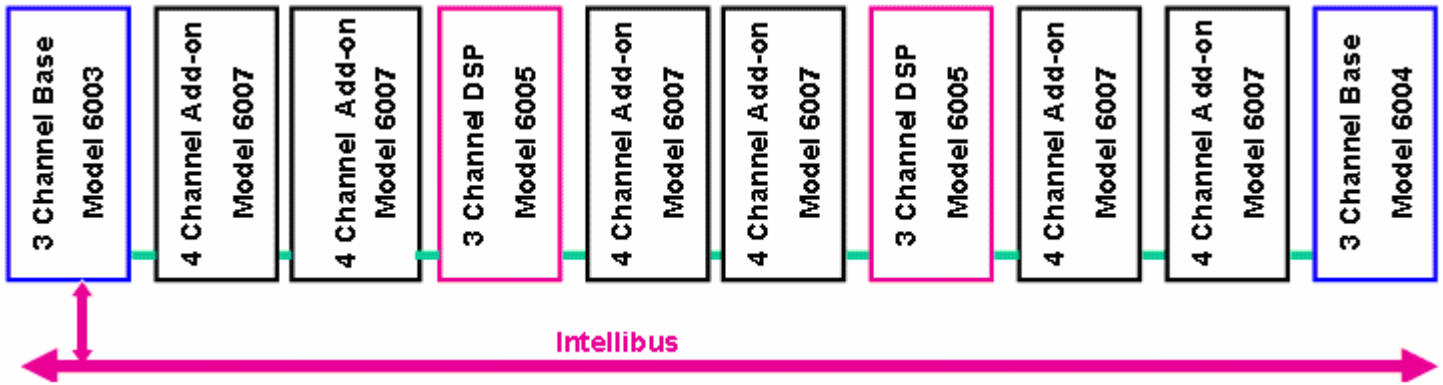 3 Channel Base
Model 6003
4 Channel Add-on
Model 6007
4 Channel Add-on
Model 6007
3 Channel DSP
Model 6005
4 Channel Add-on
Model 6007
4 Channel Add-on
Model 6007
3 Channel DSP
Model 6005
4 Channel Add-on
Model 6007
4 Channel Add-on
Model 6007
3 Channel Base
Model 6004
Intellibus